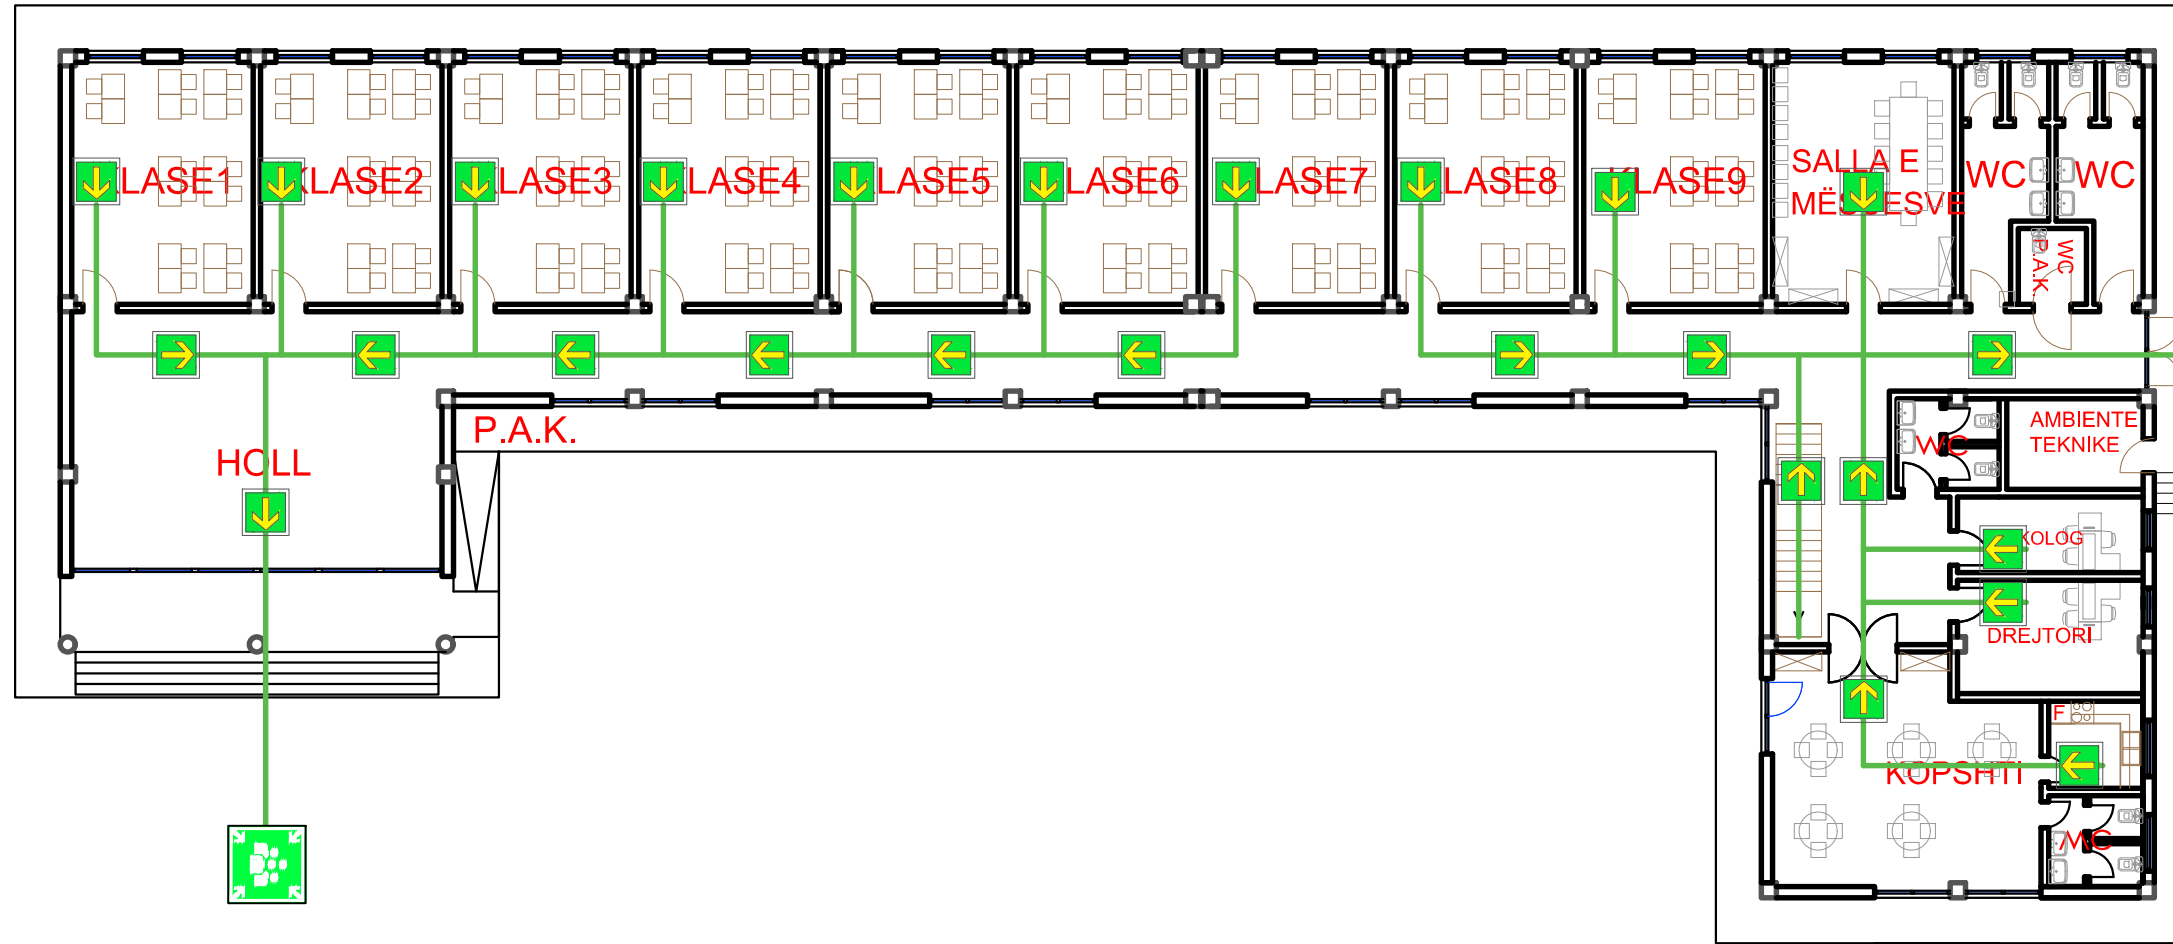 KLASE1
KLASE2
KLASE3
KLASE4
KLASE5
KLASE6
KLASE7
KLASE8
KLASE9
SALLA E
MËSUESVE
WC
WC
WC
P.A.K.
P.A.K.
HOLL
WC
AMBIENTE
TEKNIKE
KOLOG
DREJTORI
F
KOPSHTI
WC